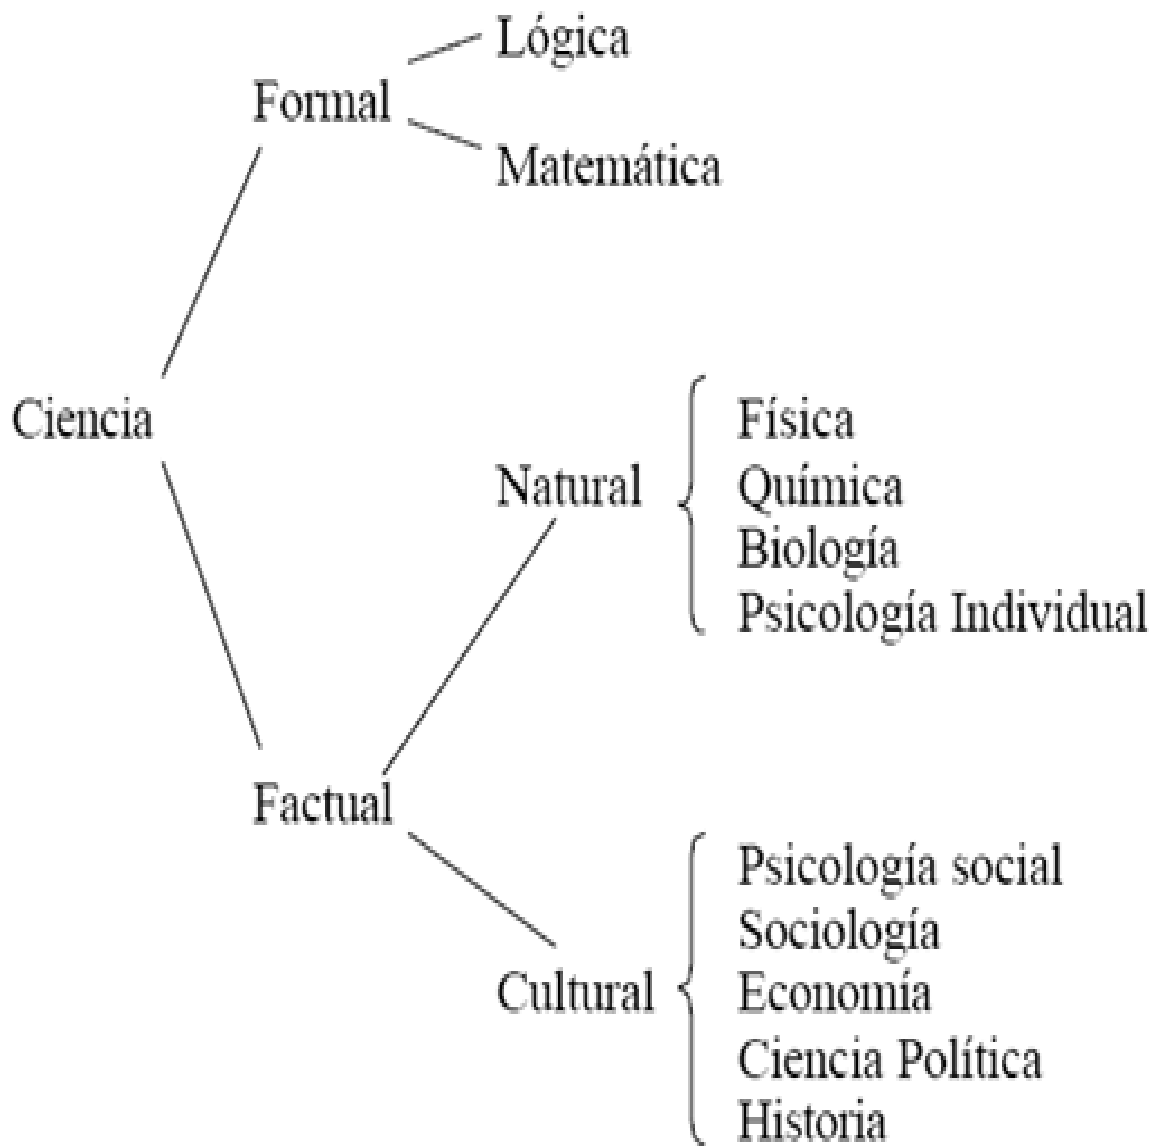 Lógica
Formal
Matemática
Ciencia
Natural
Física
Química
Biología
Psicología Individual
Factual
Cultural
Psicología social
Sociología
Economía
Ciencia Política
Historia